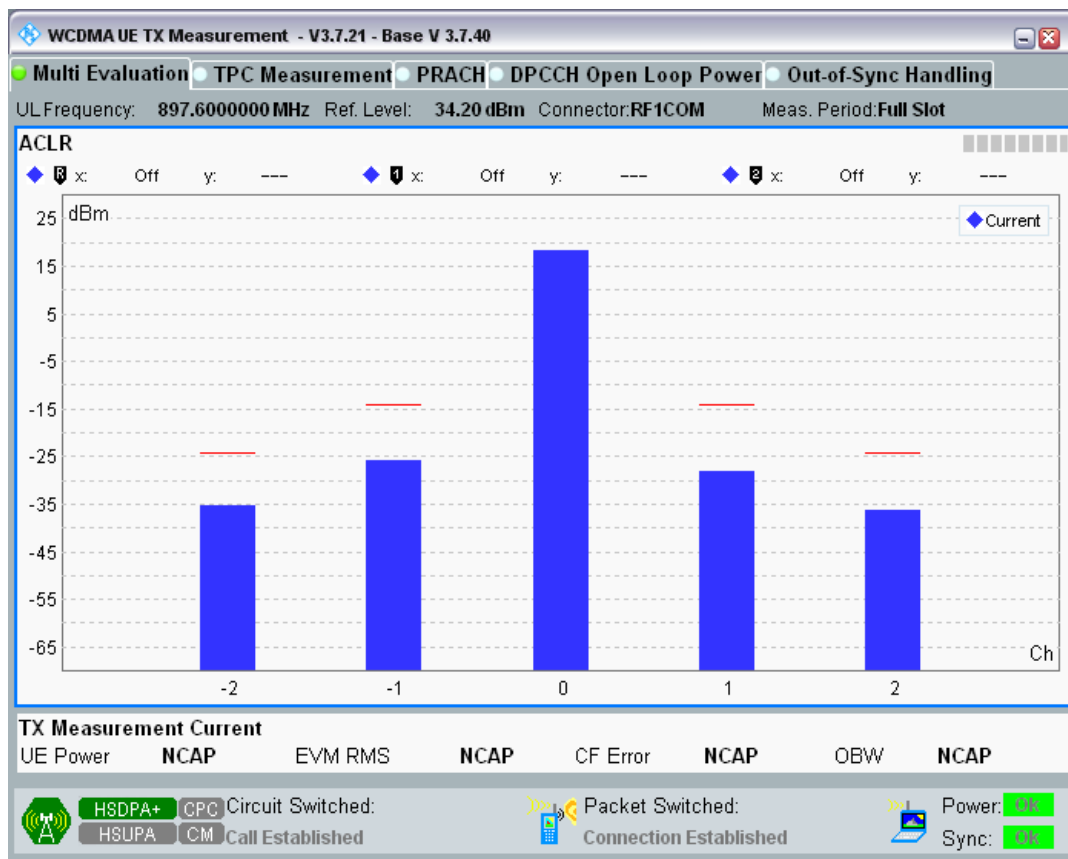 WCDMA UE TX Measurement - V3.7.21 - Base V 3.7.40
Multi Evaluation TPC Measurement PRACH DPCCH Open Loop Power Out-of-Sync Handling
UL Frequency: 897.6000000 MHz Ref. Level: 34.20 dBm Connector:RF1COM Meas. Period:Full Slot
ACLR
R x: Off y: --- 1 x: Off y: --- 2 x: Off y: ---
dBm
Current
25
15
5
-5
-15
-25
-35
-45
-55
-65
Ch
-2 -1 0 1 2
TX Measurement Current
UE Power NCAP EVM RMS NCAP CF Error NCAP OBW NCAP
HSDPA+ CPC Circuit Switched: Packet Switched: Power: OK
HSUPA CM Call Established Connection Established Sync: OK